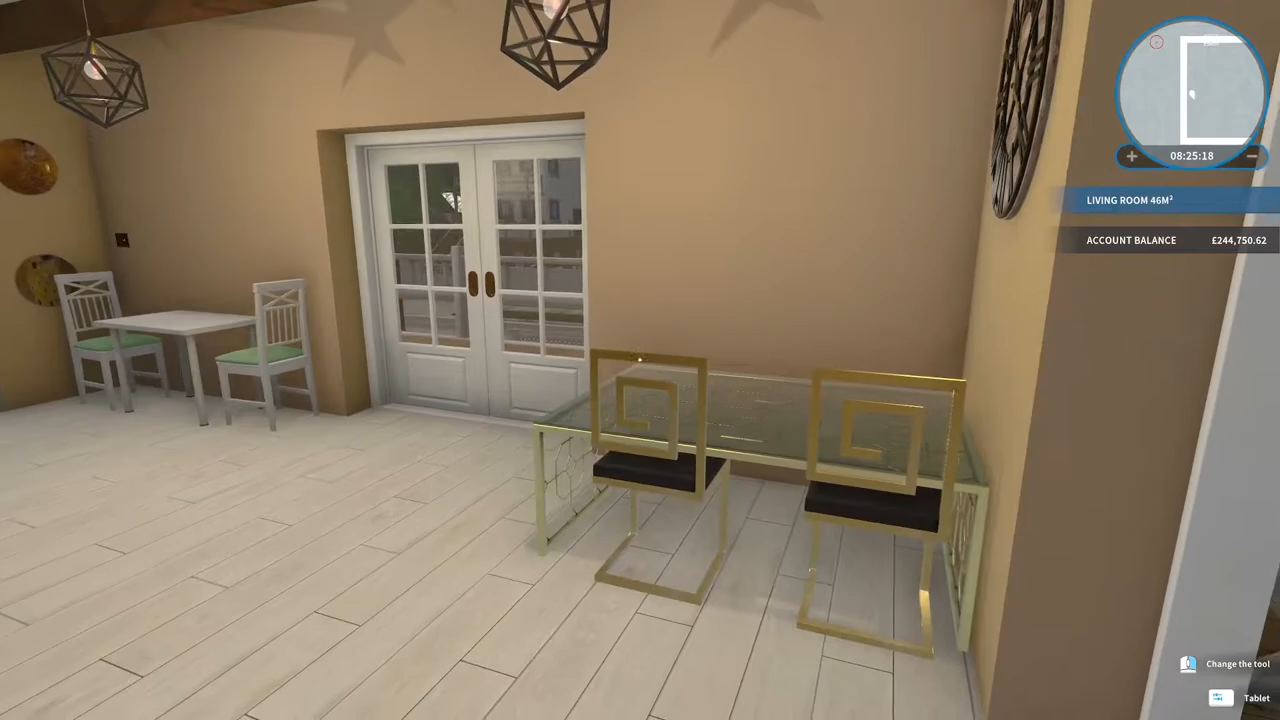 08:25:18
LIVING ROOM 46M²
ACCOUNT BALANCE £244,750.62
Change the tool
Tablet